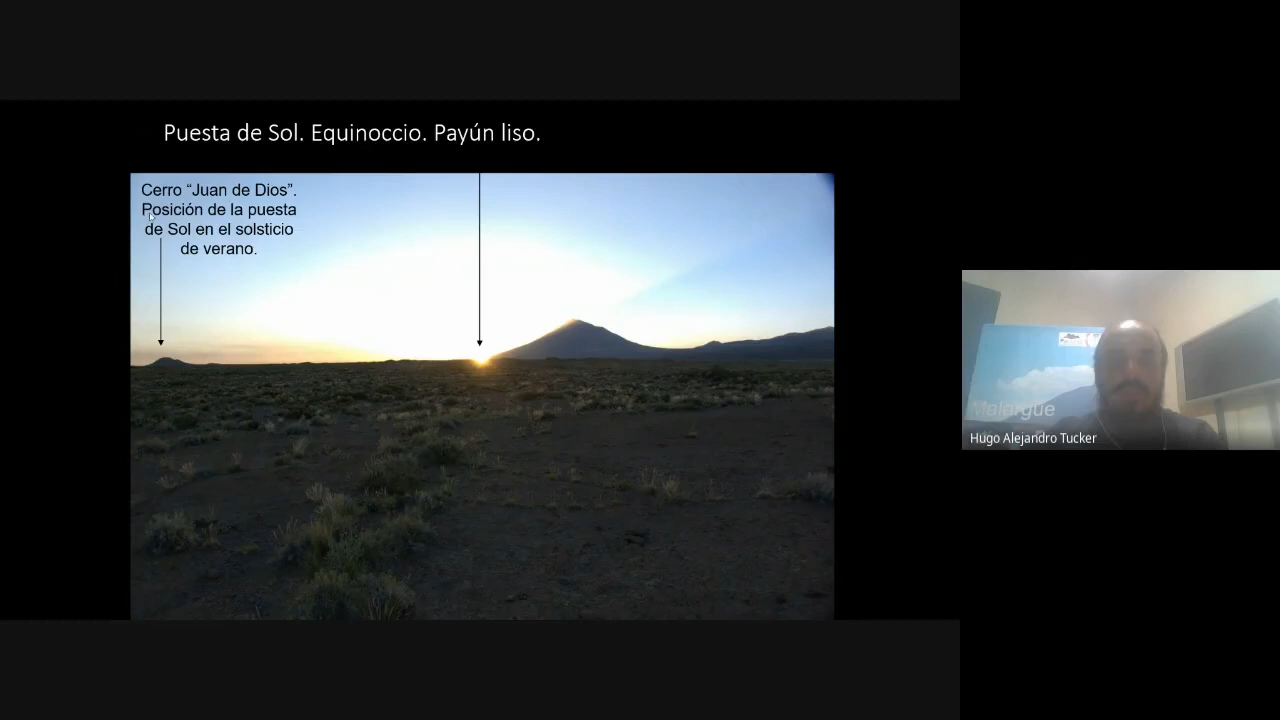 Puesta de Sol. Equinoccio. Payún liso.
Cerro “Juan de Dios”.
Posición de la puesta
de Sol en el solsticio
de verano.
Malargüe
Hugo Alejandro Tucker